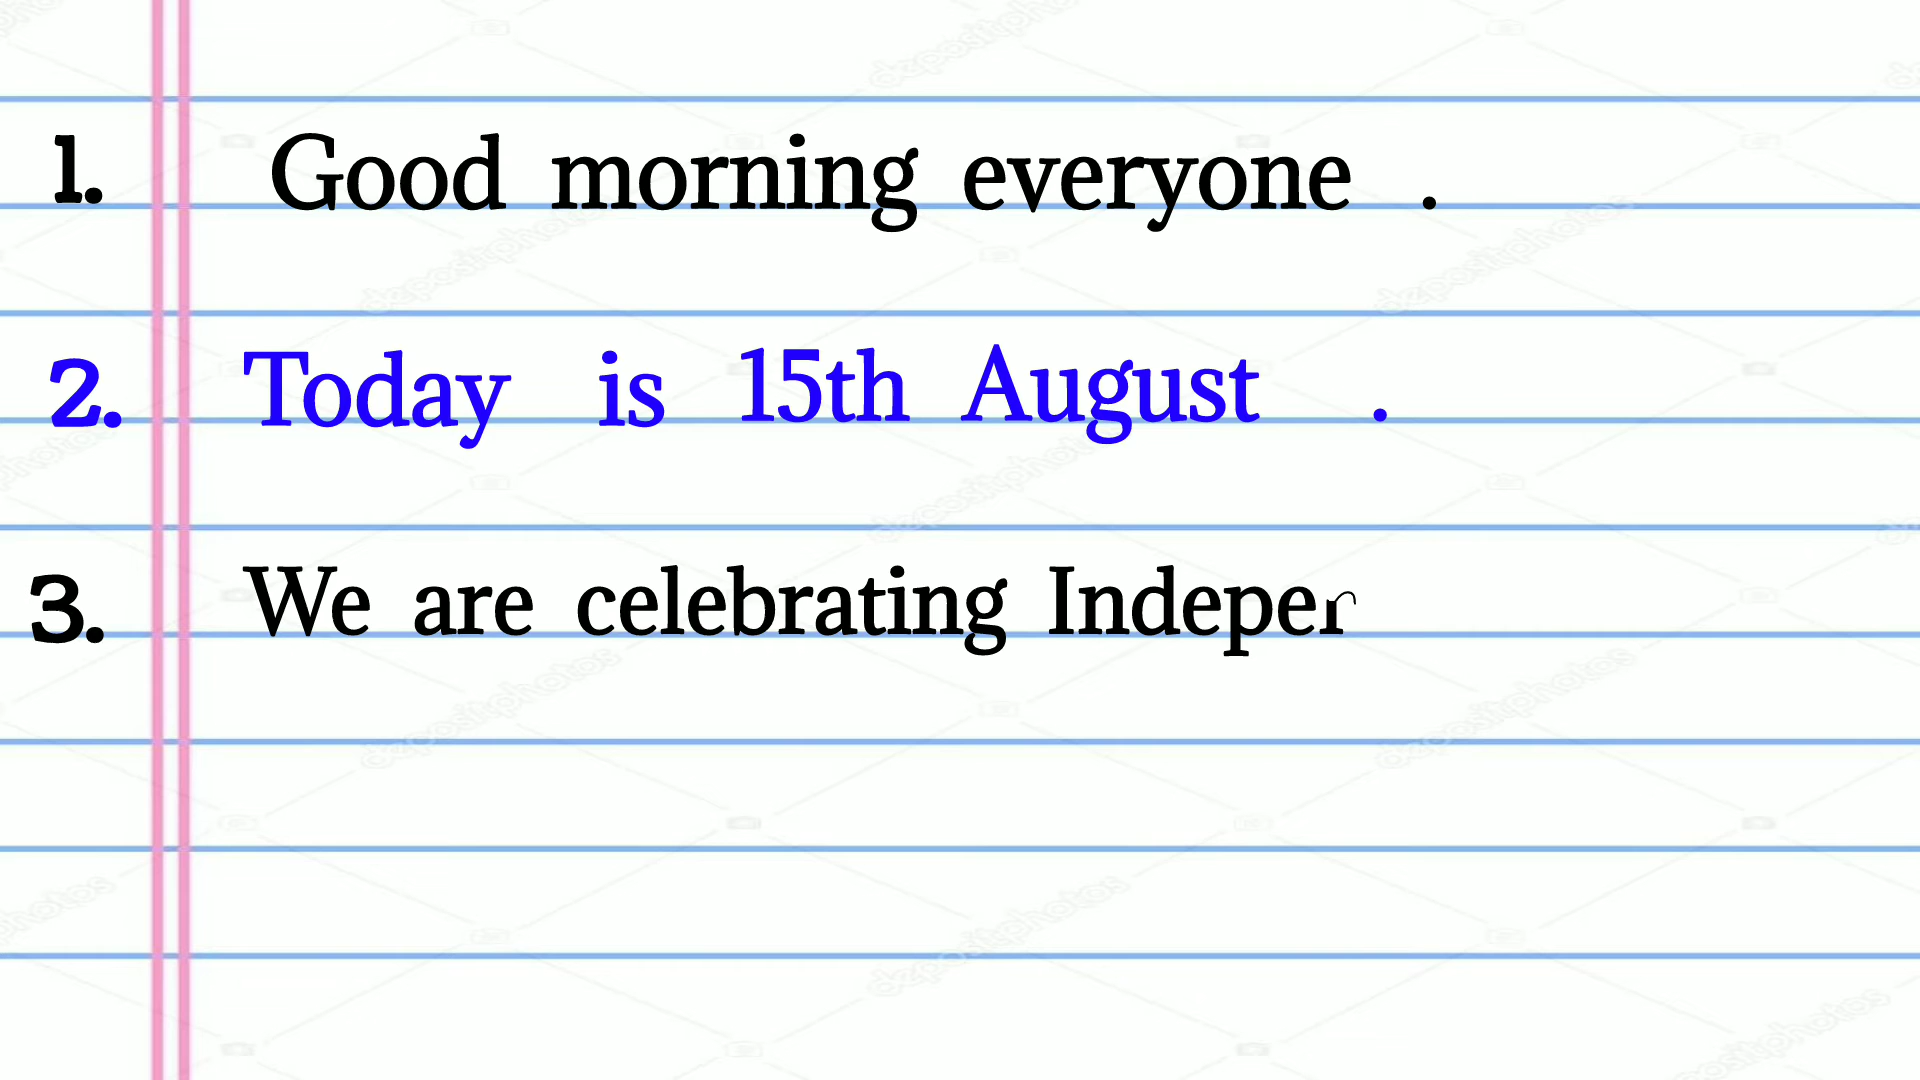 1. Good morning everyone .
2. Today is 15th August .
3. We are celebrating